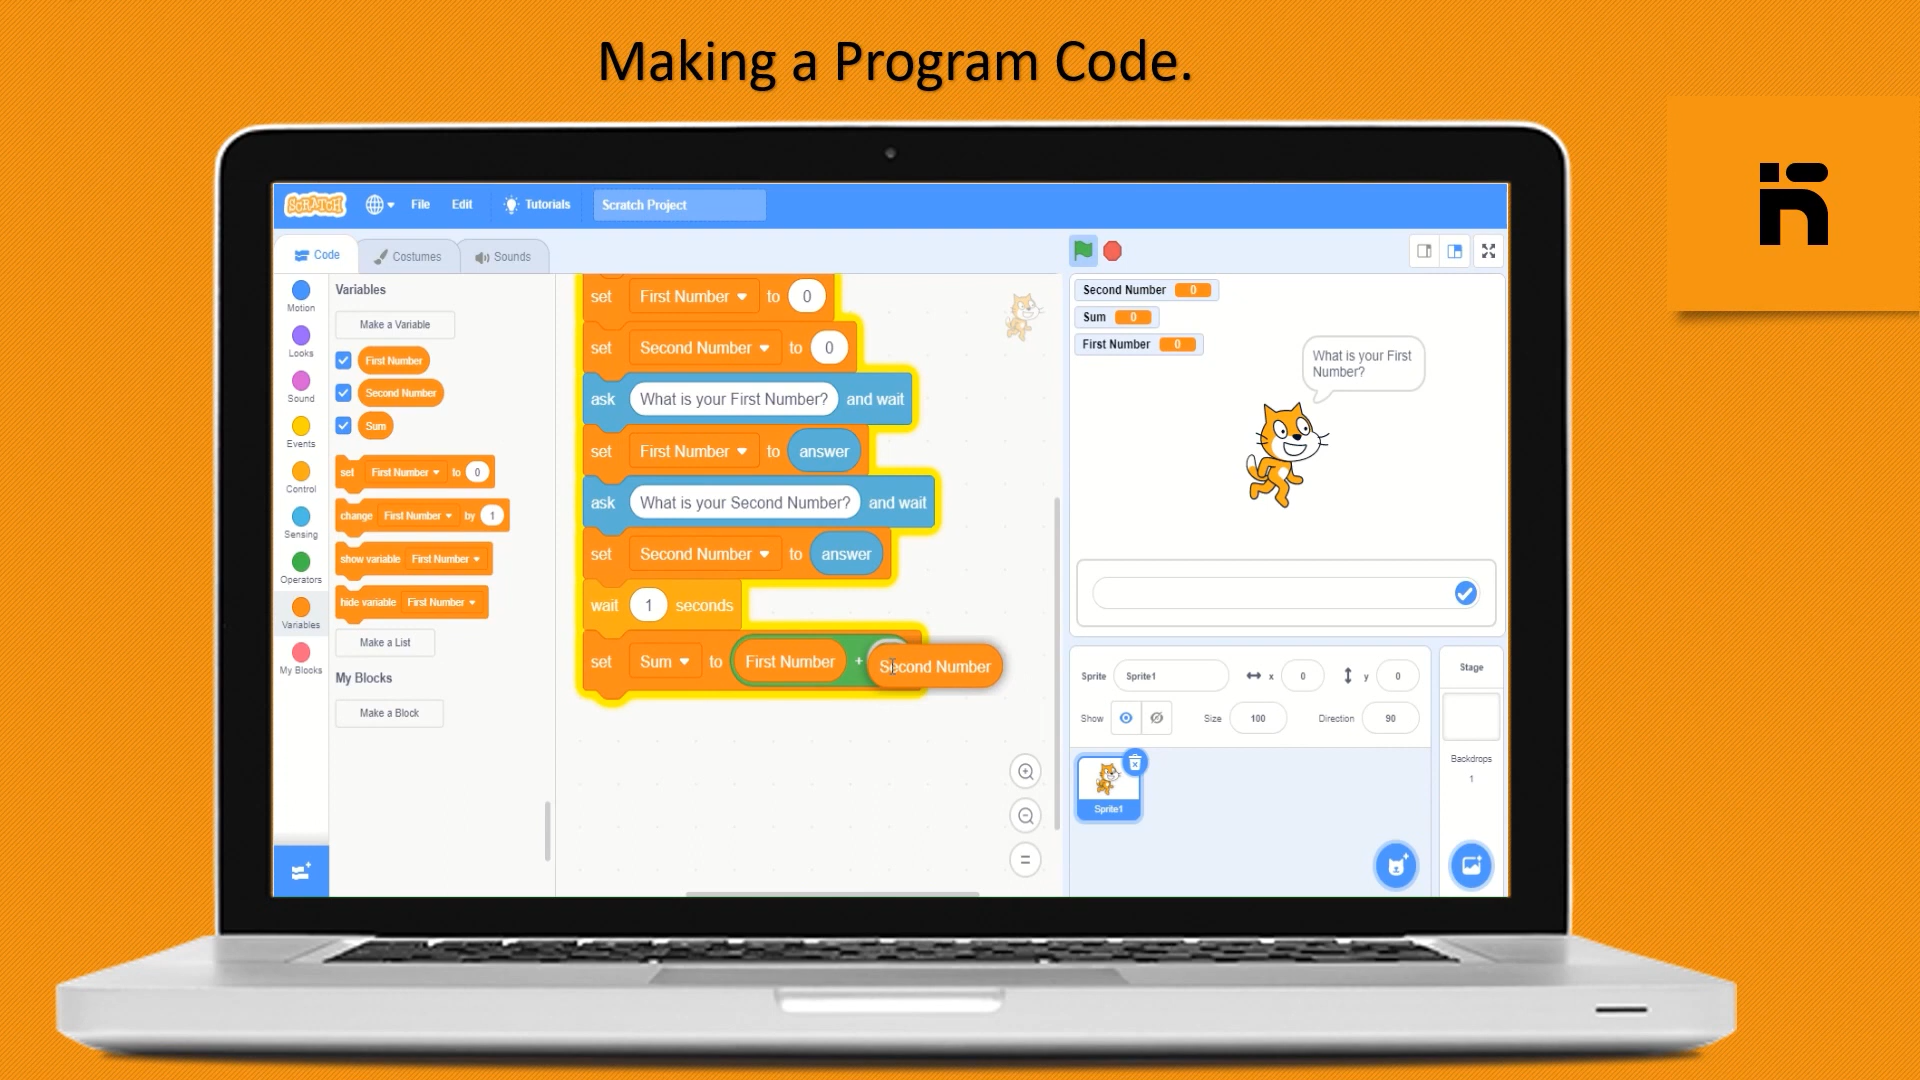 Making a Program Code.
SCRATCH File Edit Tutorials Scratch Project
Code Costumes Sounds
Motion
Looks
Sound
Events
Control
Sensing
Operators
Variables
My Blocks
Variables
Make a Variable
First Number
Second Number
Sum
set First Number to 0
change First Number by 1
show variable First Number
hide variable First Number
Make a List
My Blocks
Make a Block
set First Number to 0
set Second Number to 0
ask What is your First Number? and wait
set First Number to answer
ask What is your Second Number? and wait
set Second Number to answer
wait 1 seconds
set Sum to First Number + Second Number
Second Number 0
Sum 0
First Number 0
What is your First
Number?
Sprite Sprite1 x 0 y 0
Show Size 100 Direction 90
Sprite1
Stage
Backdrops
1